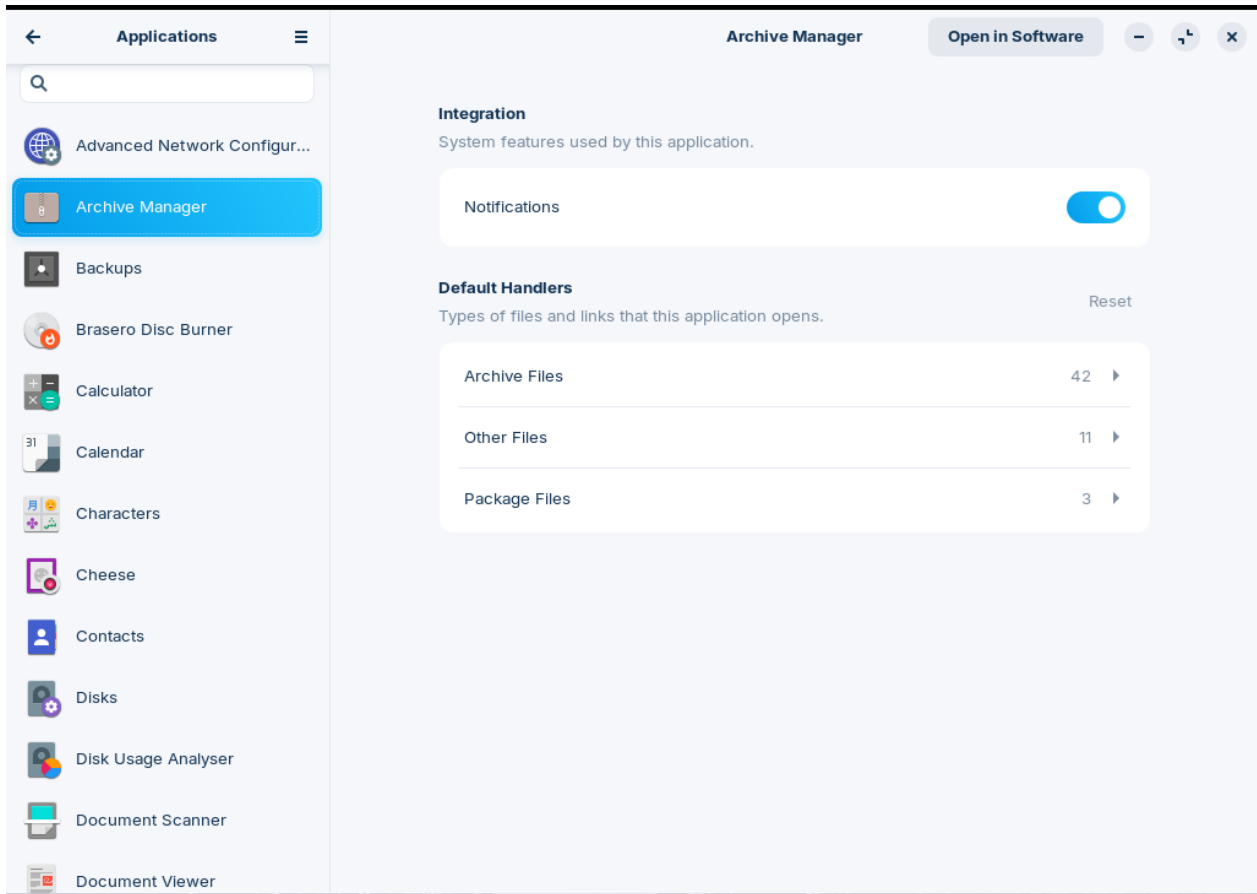 Applications
Archive Manager
Open in Software
Advanced Network Configur...
Archive Manager
Backups
Brasero Disc Burner
Calculator
31
Calendar
月
Characters
Cheese
Contacts
Disks
Disk Usage Analyser
Document Scanner
Document Viewer
Integration
System features used by this application.
Notifications
Default Handlers
Types of files and links that this application opens.
Reset
Archive Files 42
Other Files 11
Package Files 3